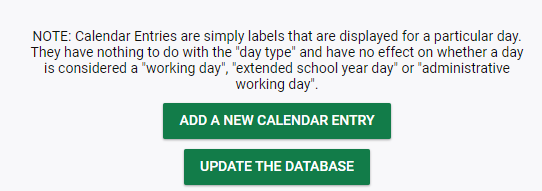 NOTE: Calendar Entries are simply labels that are displayed for a particular day.
They have nothing to do with the "day type" and have no effect on whether a day
is considered a "working day", "extended school year day" or "administrative
working day".
ADD A NEW CALENDAR ENTRY
UPDATE THE DATABASE